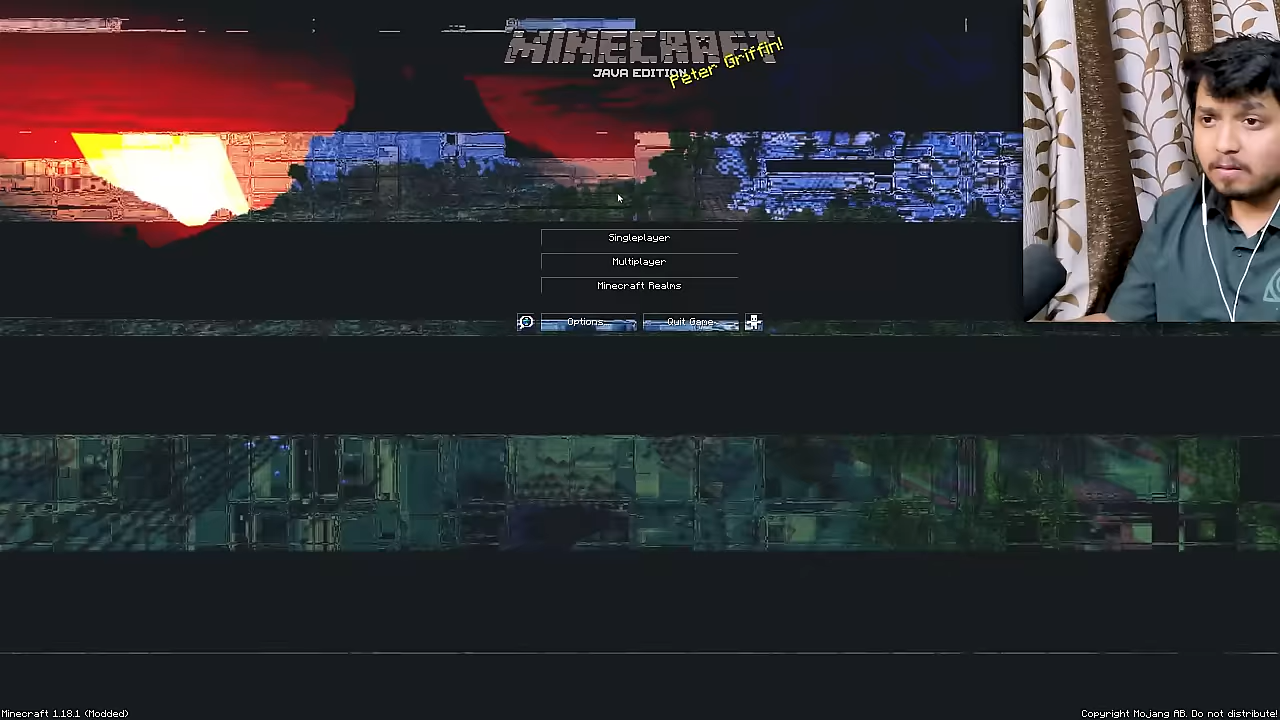 MINECRAFT
JAVA EDITION
Peter Griffin!
Singleplayer
Multiplayer
Minecraft Realms
Options... Quit Game
Minecraft 1.18.1 (Modded)
Copyright Mojang AB. Do not distribute!